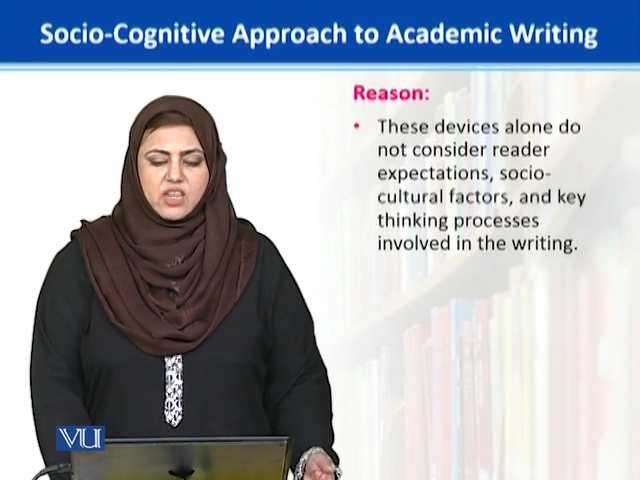 Socio-Cognitive Approach to Academic Writing
Reason:
• These devices alone do
not consider reader
expectations, socio-
cultural factors, and key
thinking processes
involved in the writing.
VU